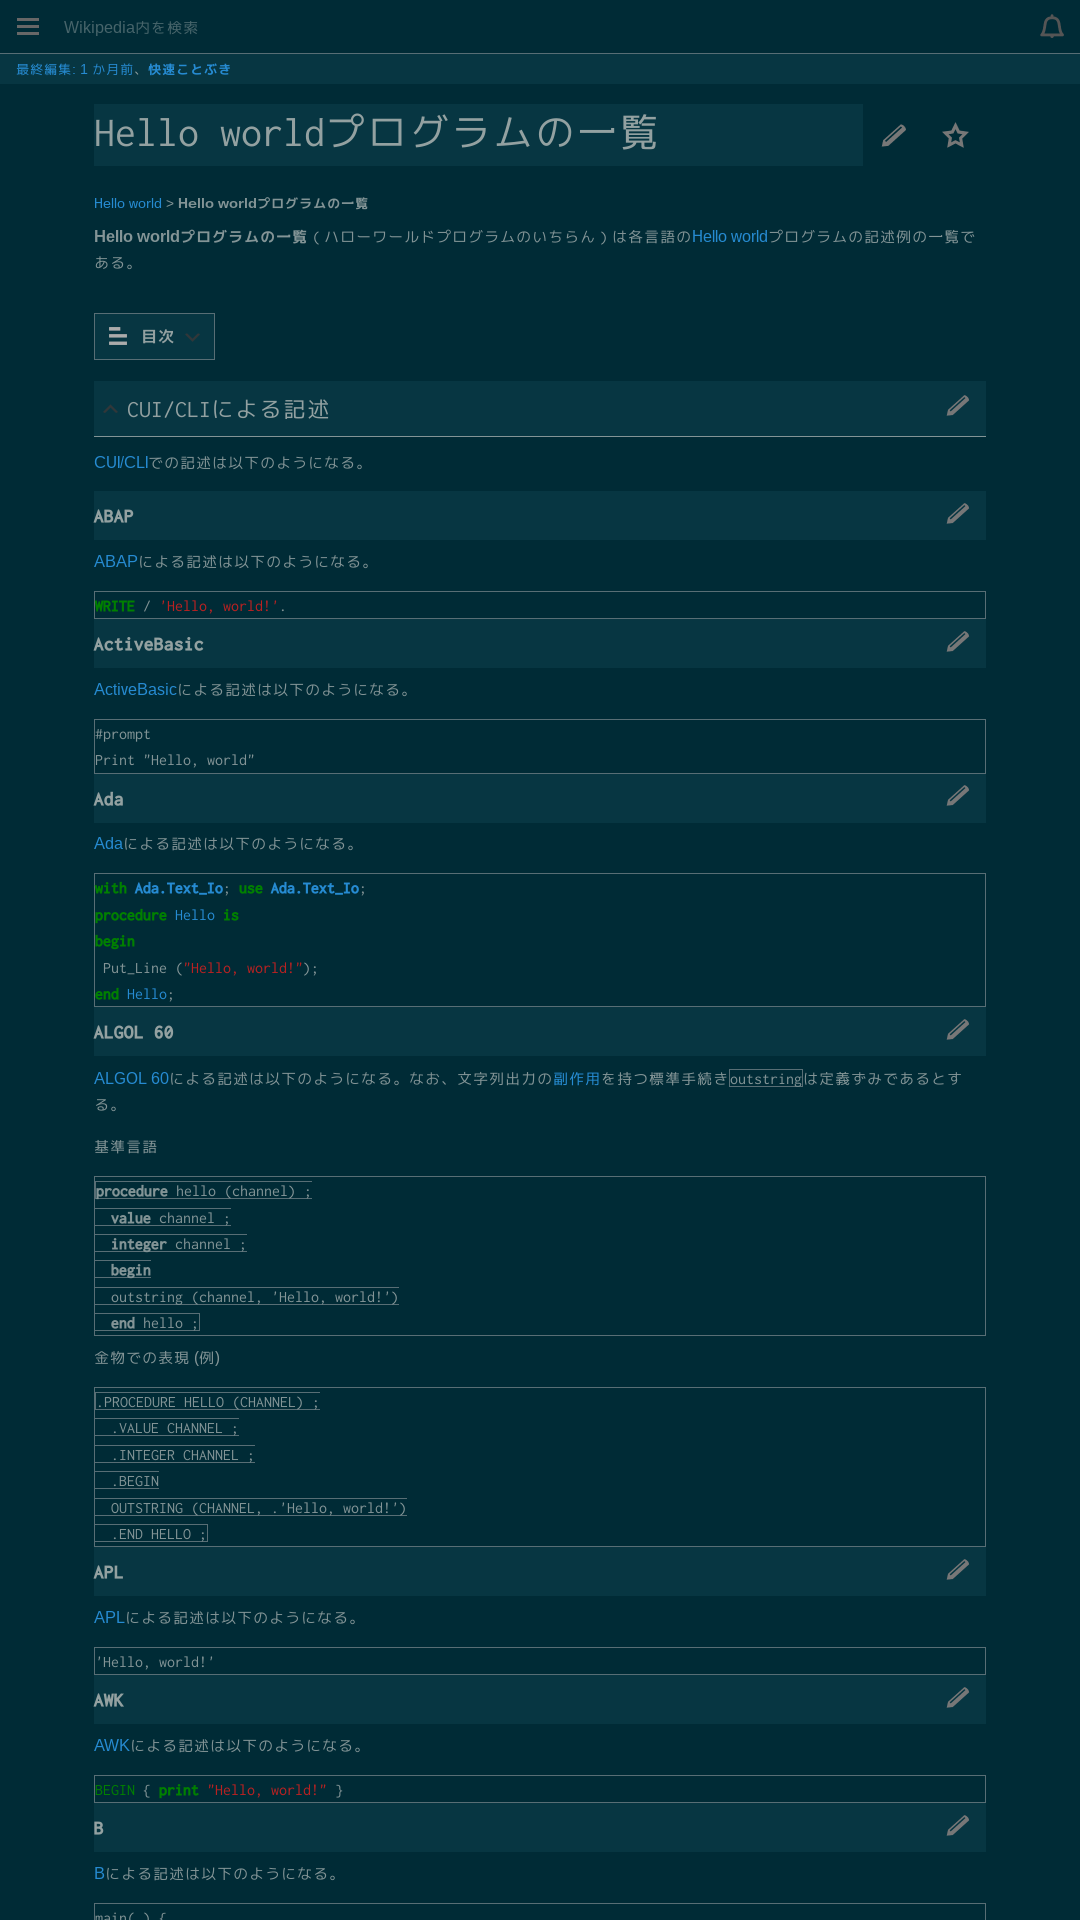 Wikipedia内を検索
最終編集: 1 か月前、快速ことぶき
Hello worldプログラムの一覧
Hello world > Hello worldプログラムの一覧
Hello worldプログラムの一覧（ハローワールドプログラムのいちらん）は各言語のHello worldプログラムの記述例の一覧で
ある。
目次
CUI/CLIによる記述
CUI/CLIでの記述は以下のようになる。
ABAP
ABAPによる記述は以下のようになる。
WRITE / 'Hello, world!'.
ActiveBasic
ActiveBasicによる記述は以下のようになる。
#prompt
Print "Hello, world"
Ada
Adaによる記述は以下のようになる。
with Ada.Text_Io; use Ada.Text_Io;
procedure Hello is
begin
 Put_Line ("Hello, world!");
end Hello;
ALGOL 60
ALGOL 60による記述は以下のようになる。なお、文字列出力の副作用を持つ標準手続きoutstringは定義ずみであるとす
る。
基準言語
procedure hello (channel) ;
  value channel ;
  integer channel ;
  begin
  outstring (channel, 'Hello, world!')
  end hello ;
金物での表現 (例)
.PROCEDURE HELLO (CHANNEL) ;
  .VALUE CHANNEL ;
  .INTEGER CHANNEL ;
  .BEGIN
  OUTSTRING (CHANNEL, .'Hello, world!')
  .END HELLO ;
APL
APLによる記述は以下のようになる。
'Hello, world!'
AWK
AWKによる記述は以下のようになる。
BEGIN { print "Hello, world!" }
B
Bによる記述は以下のようになる。
main( ) {